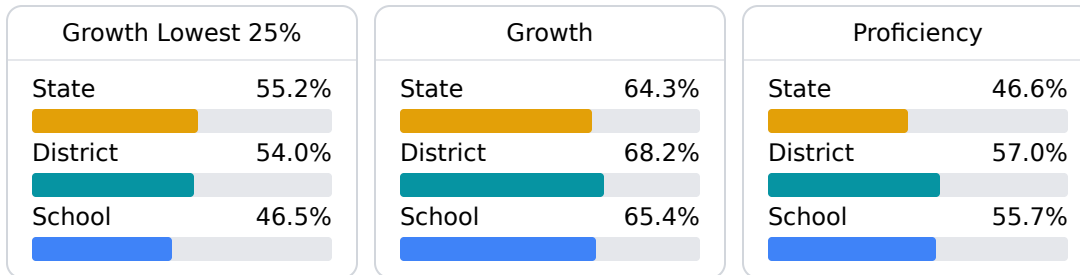 Growth Lowest 25%
State 55.2%
District 54.0%
School 46.5%
Growth
State 64.3%
District 68.2%
School 65.4%
Proficiency
State 46.6%
District 57.0%
School 55.7%